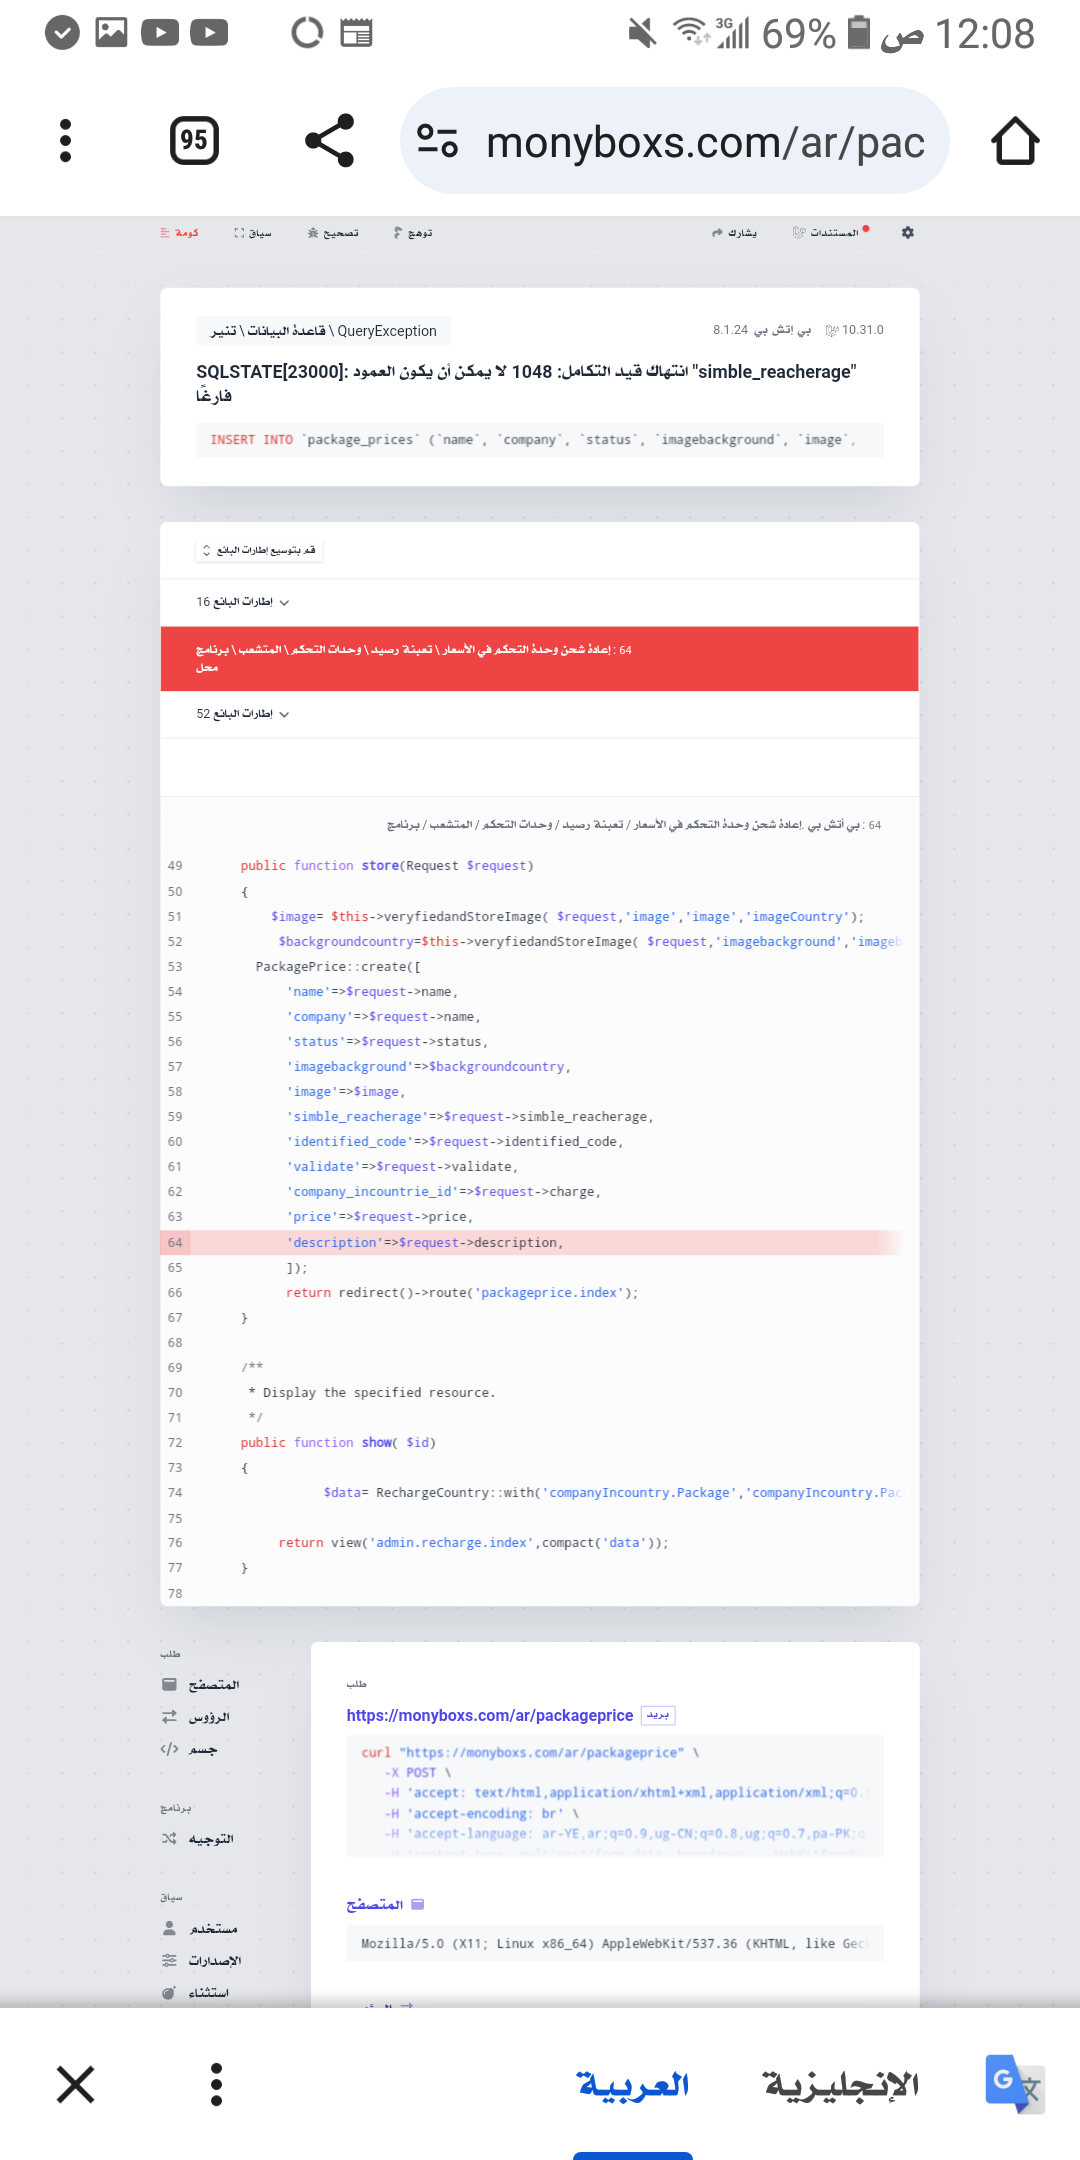 12:08 ص 69% 3G
monyboxs.com/ar/pac
95
كومة سياق تصحيح توهج يشارك المستندات
QueryException \ قاعدة البيانات \ تنير
بي إتش بي 8.1.24 10.31.0
SQLSTATE[23000]: انتهاك قيد التكامل: 1048 لا يمكن أن يكون العمود "simble_reacherage"
فارغًا
INSERT INTO `package_prices` (`name`, `company`, `status`, `imagebackground`, `image`,
قم بتوسيع إطارات البائع
16 إطارات البائع
64 : إعادة شحن وحدة التحكم في الأسعار \ تعبئة رصيد \ وحدات التحكم \ المتشعب \ برنامج
محل
52 إطارات البائع
64 : بي أتش بي .إعادة شحن وحدة التحكم في الأسعار / تعبئة رصيد / وحدات التحكم / المتشعب / برنامج
49 public function store(Request $request)
50 {
51 $image= $this->veryfiedandStoreImage( $request,'image','image','imageCountry');
52 $backgroundcountry=$this->veryfiedandStoreImage( $request,'imagebackground','imageb
53 PackagePrice::create([
54 'name'=>$request->name,
55 'company'=>$request->name,
56 'status'=>$request->status,
57 'imagebackground'=>$backgroundcountry,
58 'image'=>$image,
59 'simble_reacherage'=>$request->simble_reacherage,
60 'identified_code'=>$request->identified_code,
61 'validate'=>$request->validate,
62 'company_incountrie_id'=>$request->charge,
63 'price'=>$request->price,
64 'description'=>$request->description,
65 ]);
66 return redirect()->route('packageprice.index');
67 }
68
69 /**
70 * Display the specified resource.
71 */
72 public function show( $id)
73 {
74 $data= RechargeCountry::with('companyIncountry.Package','companyIncountry.Pac
75
76 return view('admin.recharge.index',compact('data'));
77 }
78
طلب
المتصفح
الرؤوس
جسم
برنامج
التوجيه
سياق
مستخدم
الإصدارات
استثناء
طلب
https://monyboxs.com/ar/packageprice بريد
curl "https://monyboxs.com/ar/packageprice" \
-X POST \
-H 'accept: text/html,application/xhtml+xml,application/xml;q=0.
-H 'accept-encoding: br' \
-H 'accept-language: ar-YE,ar;q=0.9,ug-CN;q=0.8,ug;q=0.7,pa-PK;q
المتصفح
Mozilla/5.0 (X11; Linux x86_64) AppleWebKit/537.36 (KHTML, like Gec
الإنجليزية العربية